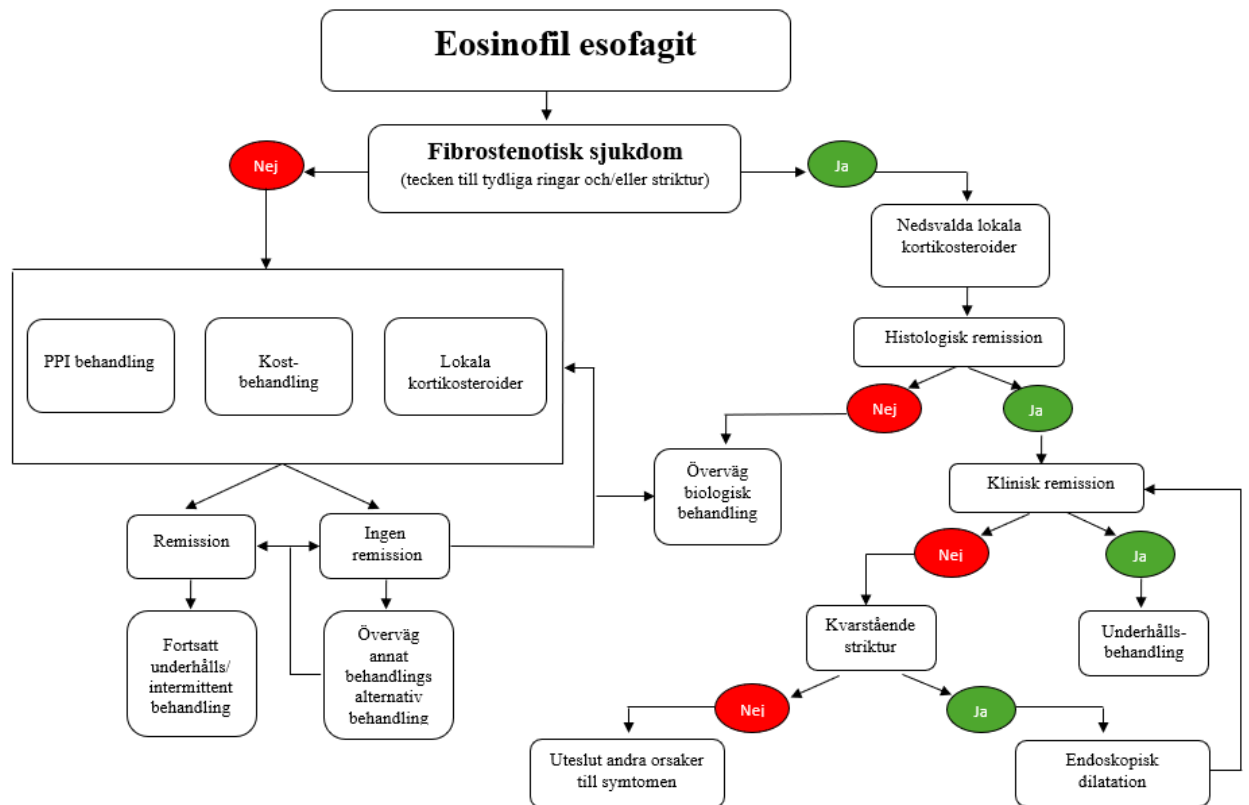 Eosinofil esofagit
Fibrostenotisk sjukdom
(tecken till tydliga ringar och/eller striktur)
Nej
Ja
Nedsvalda lokala
kortikosteroider
PPI behandling
Kost-
behandling
Lokala
kortikosteroider
Histologisk remission
Nej
Ja
Överväg
biologisk
behandling
Klinisk remission
Remission
Ingen
remission
Nej
Ja
Fortsatt
underhålls/
intermittent
behandling
Överväg
annat
behandlings
alternativ
behandling
Kvarstående
striktur
Underhålls-
behandling
Nej
Ja
Uteslut andra orsaker
till symtomen
Endoskopisk
dilatation